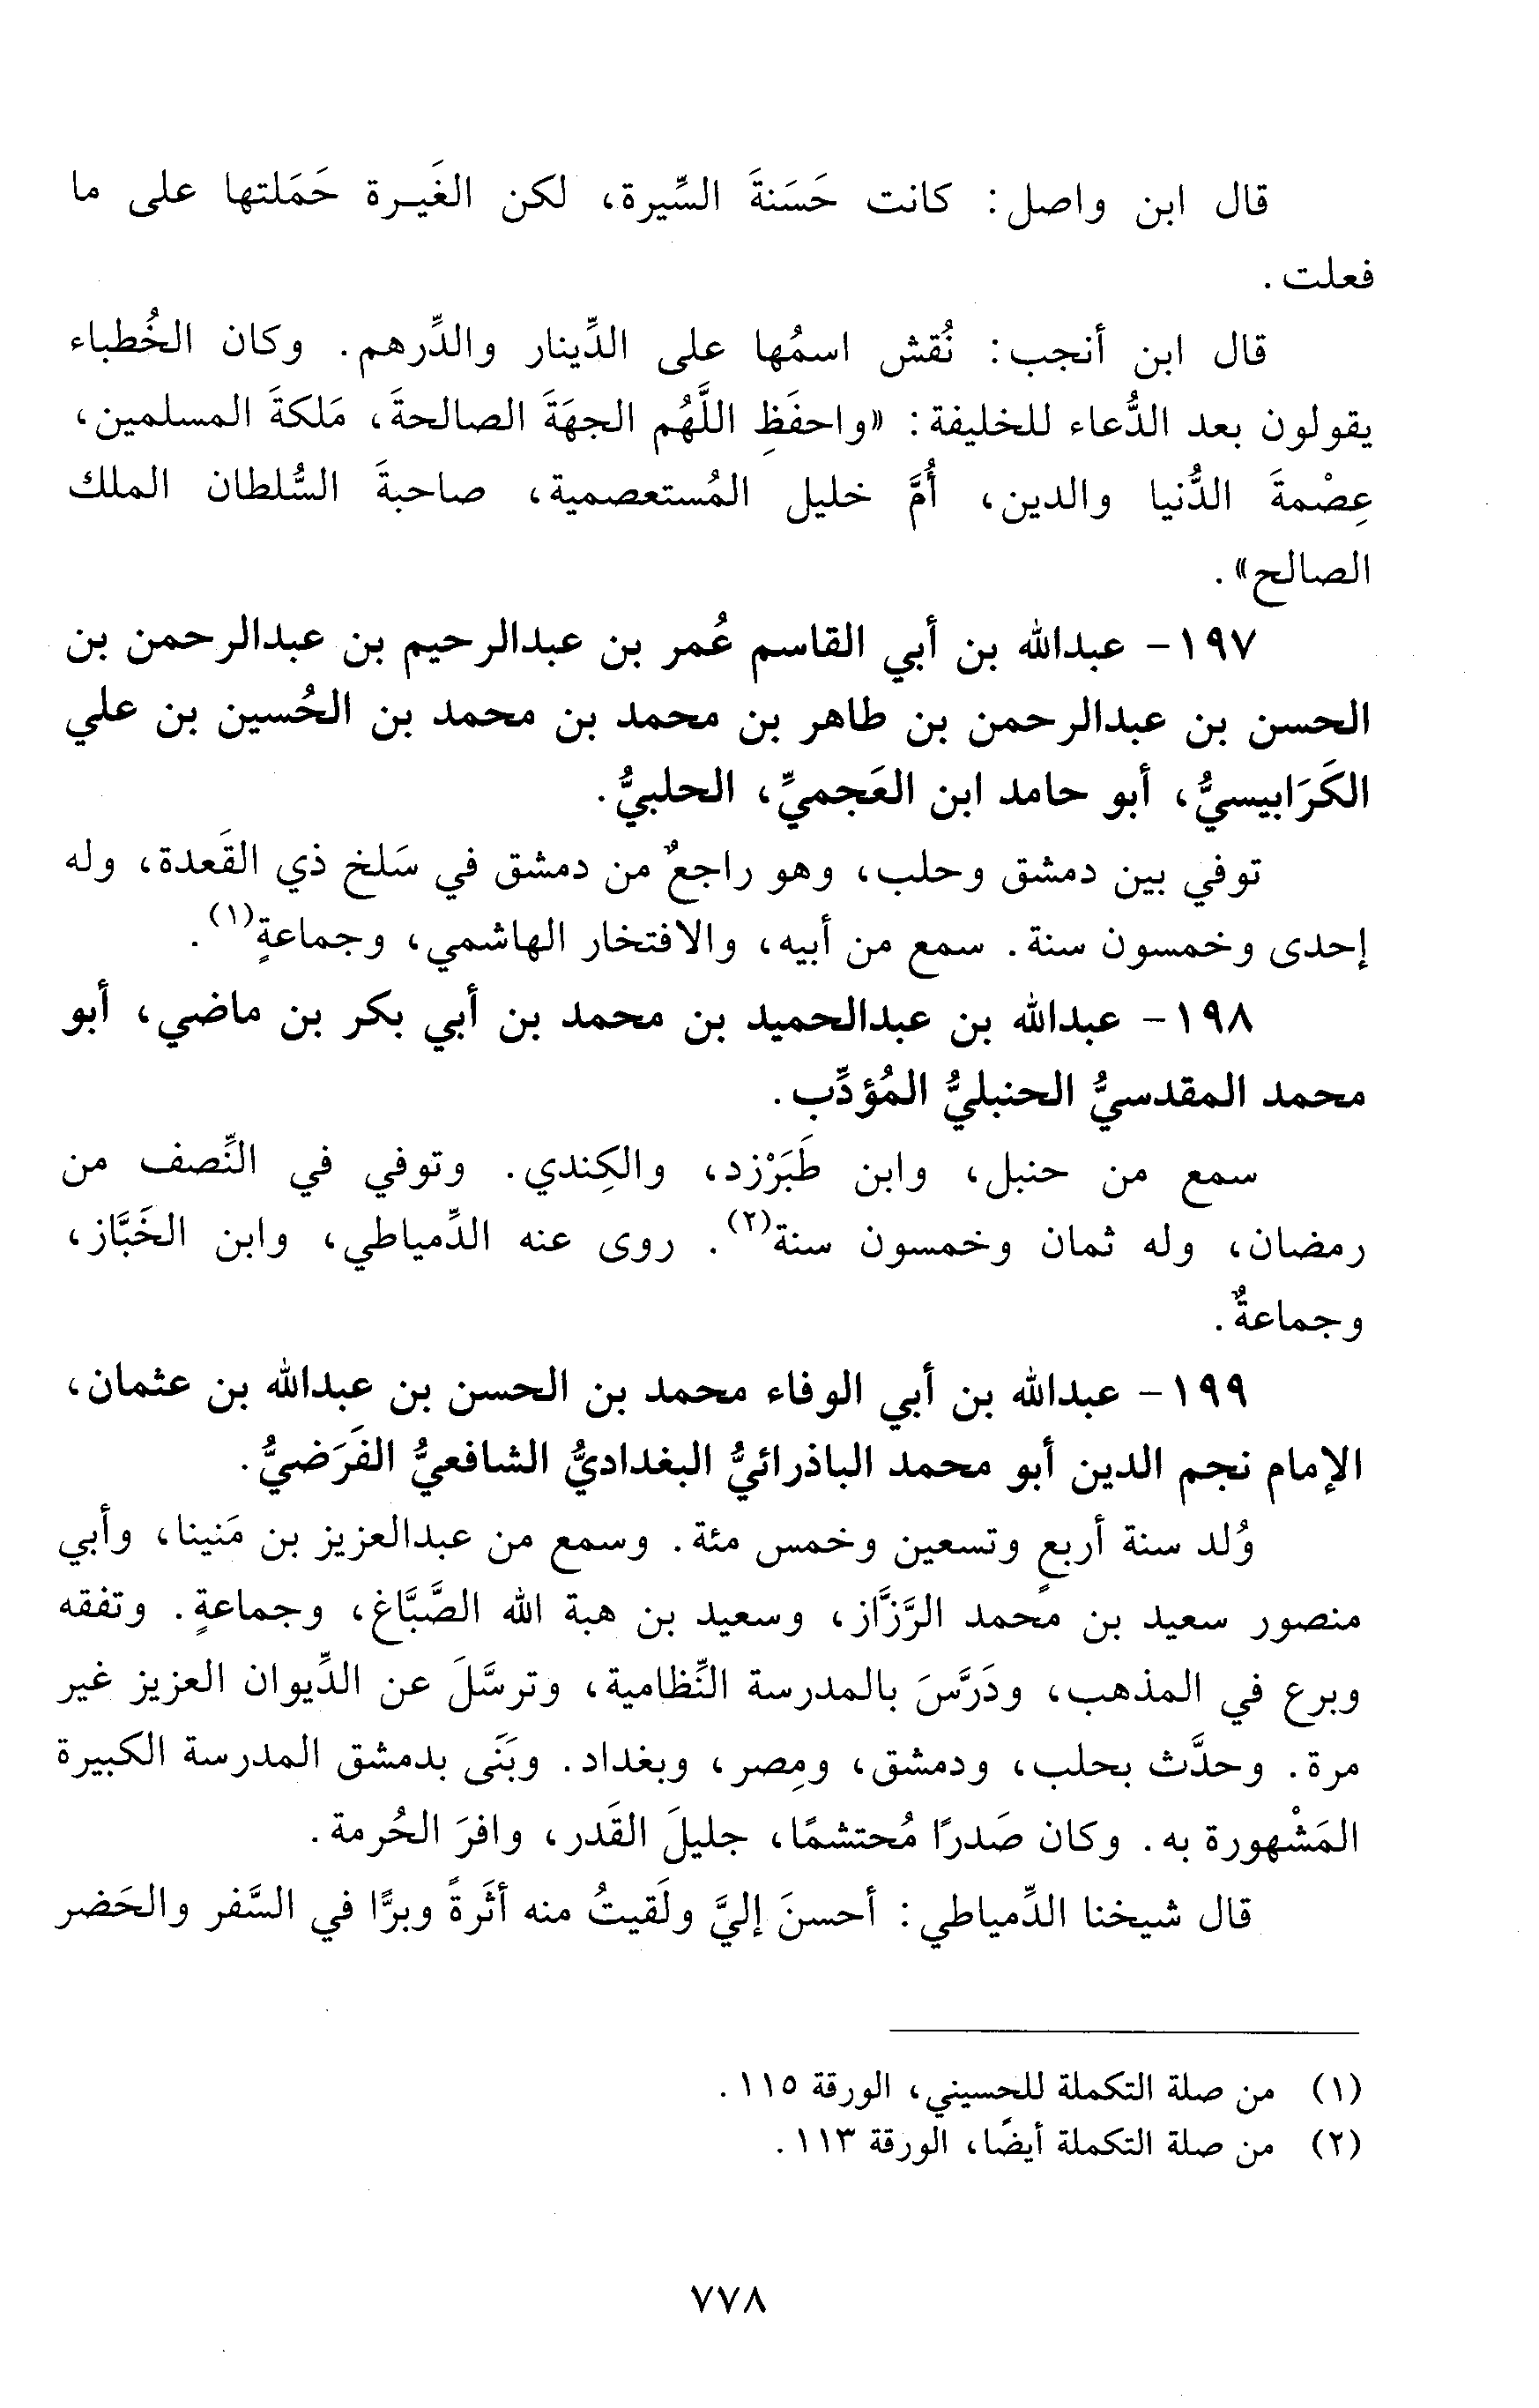 قال ابن واصل: كانت حَسَنةَ السِّيرة، لكن الغَيـرة حَمَلتها على ما
فعلت.
قال ابن أنجب: نُقش اسمُها على الدِّينار والدِّرهم. وكان الخُطباء
يقولون بعد الدُّعاء للخليفة: «واحفَظِ اللَّهُم الجهَةَ الصالحةَ، مَلكةَ المسلمين،
عِصْمةَ الدُّنيا والدين، أُمَّ خليل المُستعصمية، صاحبةَ السُّلطان الملك
الصالح».
١٩٧- عبدالله بن أبي القاسم عُمر بن عبدالرحيم بن عبدالرحمن بن
الحسن بن عبدالرحمن بن طاهر بن محمد بن محمد بن الحُسين بن علي
الكَرَابيسيُّ، أبو حامد ابن العَجميِّ، الحلبيُّ.
توفي بين دمشق وحلب، وهو راجعٌ من دمشق في سَلخ ذي القَعدة، وله
إحدى وخمسون سنة. سمع من أبيه، والافتخار الهاشمي، وجماعةٍ(١).
١٩٨- عبدالله بن عبدالحميد بن محمد بن أبي بكر بن ماضي، أبو
محمد المقدسيُّ الحنبليُّ المُؤدِّب.
سمع من حنبل، وابن طَبَرْزد، والكِندي. وتوفي في النِّصف من
رمضان، وله ثمان وخمسون سنة(٢). روى عنه الدِّمياطي، وابن الخَبَّاز،
وجماعةٌ.
١٩٩- عبدالله بن أبي الوفاء محمد بن الحسن بن عبدالله بن عثمان،
الإمام نجم الدين أبو محمد الباذرائيُّ البغداديُّ الشافعيُّ الفَرَضيُّ.
وُلد سنة أربعٍ وتسعين وخمس مئة. وسمع من عبدالعزيز بن مَنينا، وأبي
منصور سعيد بن محمد الرَّزَّاز، وسعيد بن هبة الله الصَّبَّاغ، وجماعةٍ. وتفقه
وبرع في المذهب، ودَرَّسَ بالمدرسة النِّظامية، وترسَّلَ عن الدِّيوان العزيز غير
مرة. وحدَّث بحلب، ودمشق، ومِصر، وبغداد. وبَنَى بدمشق المدرسة الكبيرة
المَشْهورة به. وكان صَدرًا مُحتشمًا، جليلَ القَدر، وافرَ الحُرمة.
قال شيخنا الدِّمياطي: أحسنَ إليَّ ولَقيتُ منه أثَرةً وبرًّا في السَّفر والحَضر
(١) من صلة التكملة للحسيني، الورقة ١١٥.
(٢) من صلة التكملة أيضًا، الورقة ١١٣.
٧٧٨